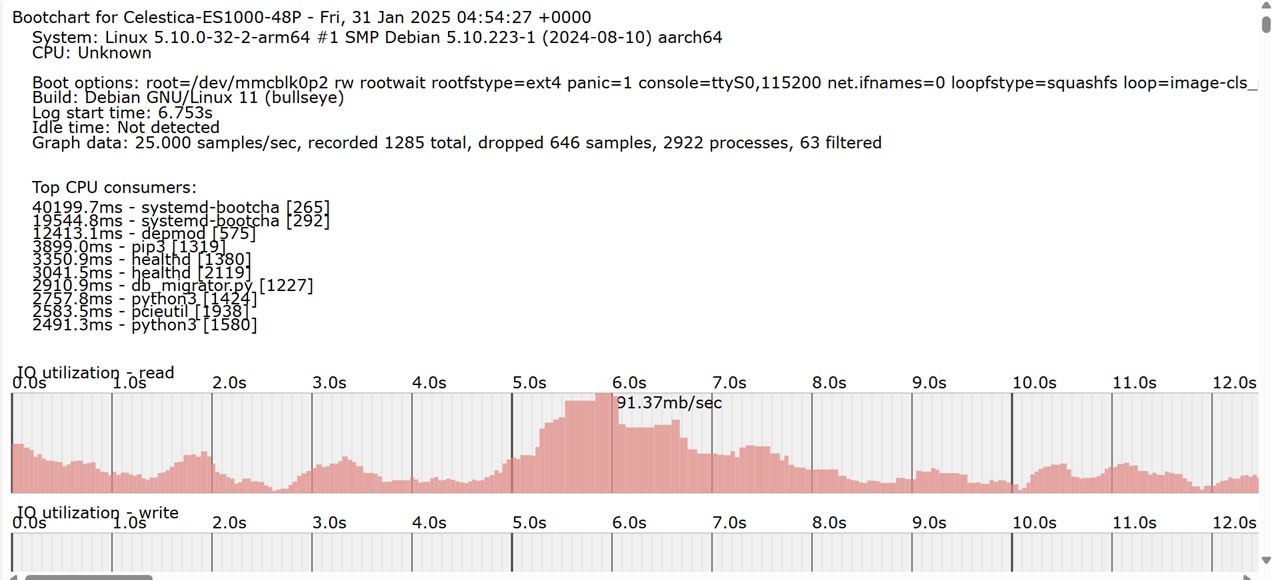 Bootchart for Celestica-ES1000-48P - Fri, 31 Jan 2025 04:54:27 +0000
System: Linux 5.10.0-32-2-arm64 #1 SMP Debian 5.10.223-1 (2024-08-10) aarch64
CPU: Unknown
Boot options: root=/dev/mmcblk0p2 rw rootwait rootfstype=ext4 panic=1 console=ttyS0,115200 net.ifnames=0 loopfstype=squashfs loop=image-cls_
Build: Debian GNU/Linux 11 (bullseye)
Log start time: 6.753s
Idle time: Not detected
Graph data: 25.000 samples/sec, recorded 1285 total, dropped 646 samples, 2922 processes, 63 filtered
Top CPU consumers:
40199.7ms - systemd-bootcha [265]
19544.8ms - systemd-bootcha [292]
12413.1ms - depmod [575]
3899.0ms - pip3 [1319]
3350.9ms - healthd [1380]
3041.5ms - healthd [2119]
2910.9ms - db_migrator.py [1227]
2757.8ms - python3 [1424]
2583.5ms - pcieutil [1938]
2491.3ms - python3 [1580]
IO utilization - read
0.0s 1.0s 2.0s 3.0s 4.0s 5.0s 6.0s 7.0s 8.0s 9.0s 10.0s 11.0s 12.0s
91.37mb/sec
IO utilization - write
0.0s 1.0s 2.0s 3.0s 4.0s 5.0s 6.0s 7.0s 8.0s 9.0s 10.0s 11.0s 12.0s